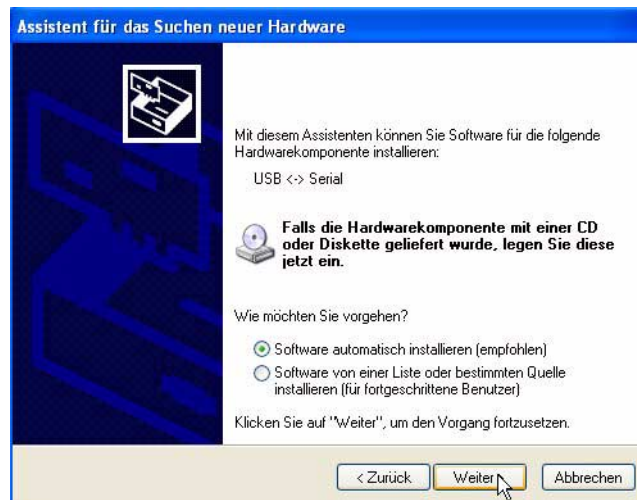 Assistent für das Suchen neuer Hardware
Mit diesem Assistenten können Sie Software für die folgende
Hardwarekomponente installieren:
USB <-> Serial
Falls die Hardwarekomponente mit einer CD
oder Diskette geliefert wurde, legen Sie diese
jetzt ein.
Wie möchten Sie vorgehen?
Software automatisch installieren (empfohlen)
Software von einer Liste oder bestimmten Quelle
installieren (für fortgeschrittene Benutzer)
Klicken Sie auf "Weiter", um den Vorgang fortzusetzen.
< Zurück Weiter Abbrechen